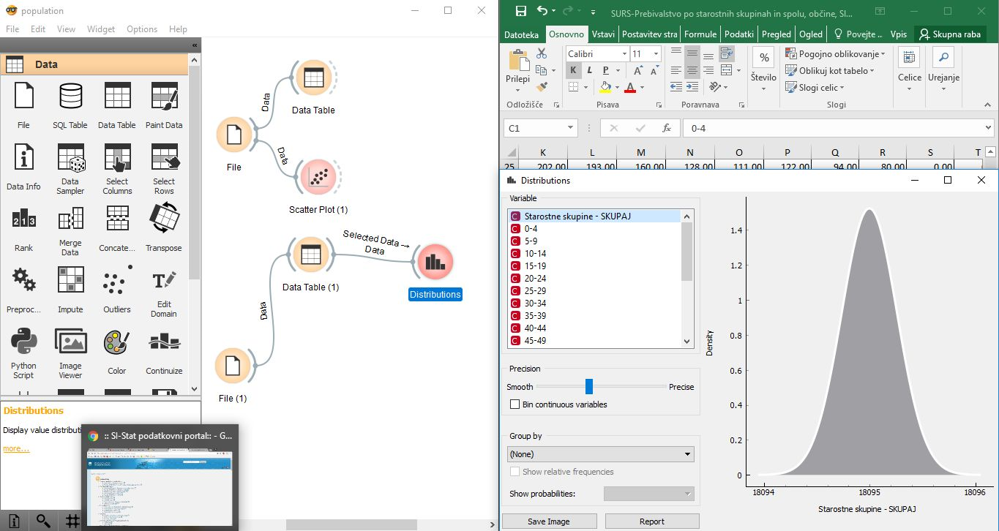 population
File Edit View Widget Options Help
Data
File SQL Table Data Table Paint Data
Data Info Data Sampler Select Columns Select Rows
Rank Merge Data Concate... Transpose
Preproc... Impute Outliers Edit Domain
Python Script Image Viewer Color Continuize
Distributions
Display value distributi
more...
:: SI-Stat podatkovni portal:: - G...
Data
Data Table
File
Data
Scatter Plot (1)
Selected Data → Data
Data Table (1)
Distributions
Data
File (1)
SURS-Prebivalstvo po starostnih skupinah in spolu, občine, Sl...
Datoteka Osnovno Vstavi Postavitev stra Formule Podatki Pregled Ogled Povejte .. Vpis Skupna raba
Prilepi
Calibri 11
K L P
Število
Pogojno oblikovanje
Oblikuj kot tabelo
Slogi celic
Celice Urejanje
Odložišče Pisava Poravnava Slogi
C1 fx 0-4
K L M N O P Q R S T
25 202,00 193,00 160,00 128,00 111,00 122,00 94,00 80,00 0,00
Distributions
Variable
C Starostne skupine - SKUPAJ
C 0-4
C 5-9
C 10-14
C 15-19
C 20-24
C 25-29
C 30-34
C 35-39
C 40-44
C 45-49
Precision
Smooth Precise
Bin continuous variables
Group by
(None)
Show relative frequencies
Show probabilities:
Save Image Report
Density
1.4
1.2
1
0.8
0.6
0.4
0.2
0
18094 18095 18096
Starostne skupine - SKUPAJ